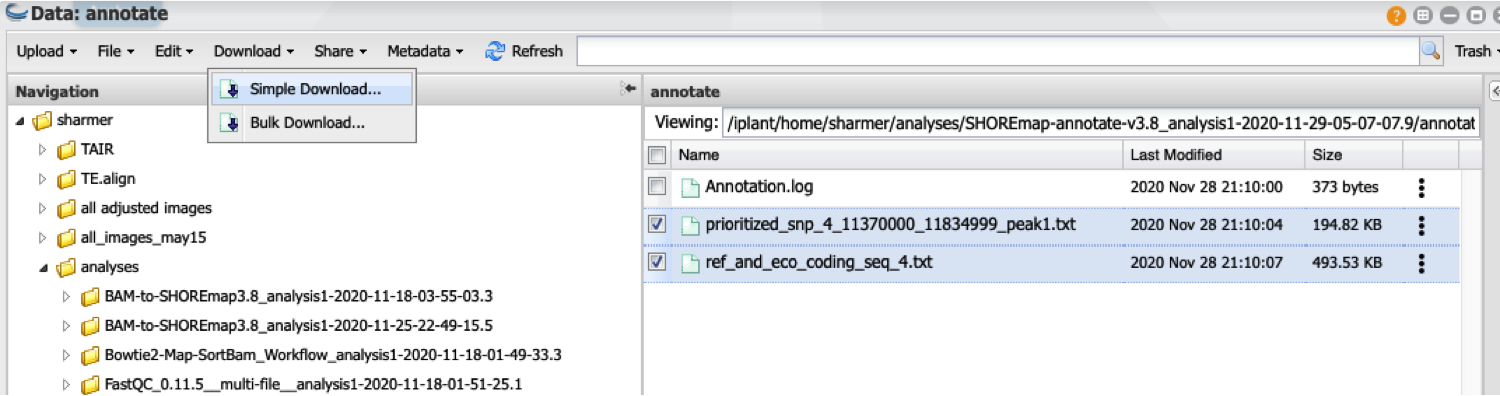 Data: annotate
?
Upload File Edit Download Share Metadata Refresh Trash
Simple Download...
Bulk Download...
Navigation
sharmer
TAIR
TE.align
all adjusted images
all_images_may15
analyses
BAM-to-SHOREmap3.8_analysis1-2020-11-18-03-55-03.3
BAM-to-SHOREmap3.8_analysis1-2020-11-25-22-49-15.5
Bowtie2-Map-SortBam_Workflow_analysis1-2020-11-18-01-49-33.3
FastQC_0.11.5__multi-file__analysis1-2020-11-18-01-51-25.1
annotate
Viewing: /iplant/home/sharmer/analyses/SHOREmap-annotate-v3.8_analysis1-2020-11-29-05-07-07.9/annotat
Name Last Modified Size
Annotation.log 2020 Nov 28 21:10:00 373 bytes
prioritized_snp_4_11370000_11834999_peak1.txt 2020 Nov 28 21:10:04 194.82 KB
ref_and_eco_coding_seq_4.txt 2020 Nov 28 21:10:07 493.53 KB